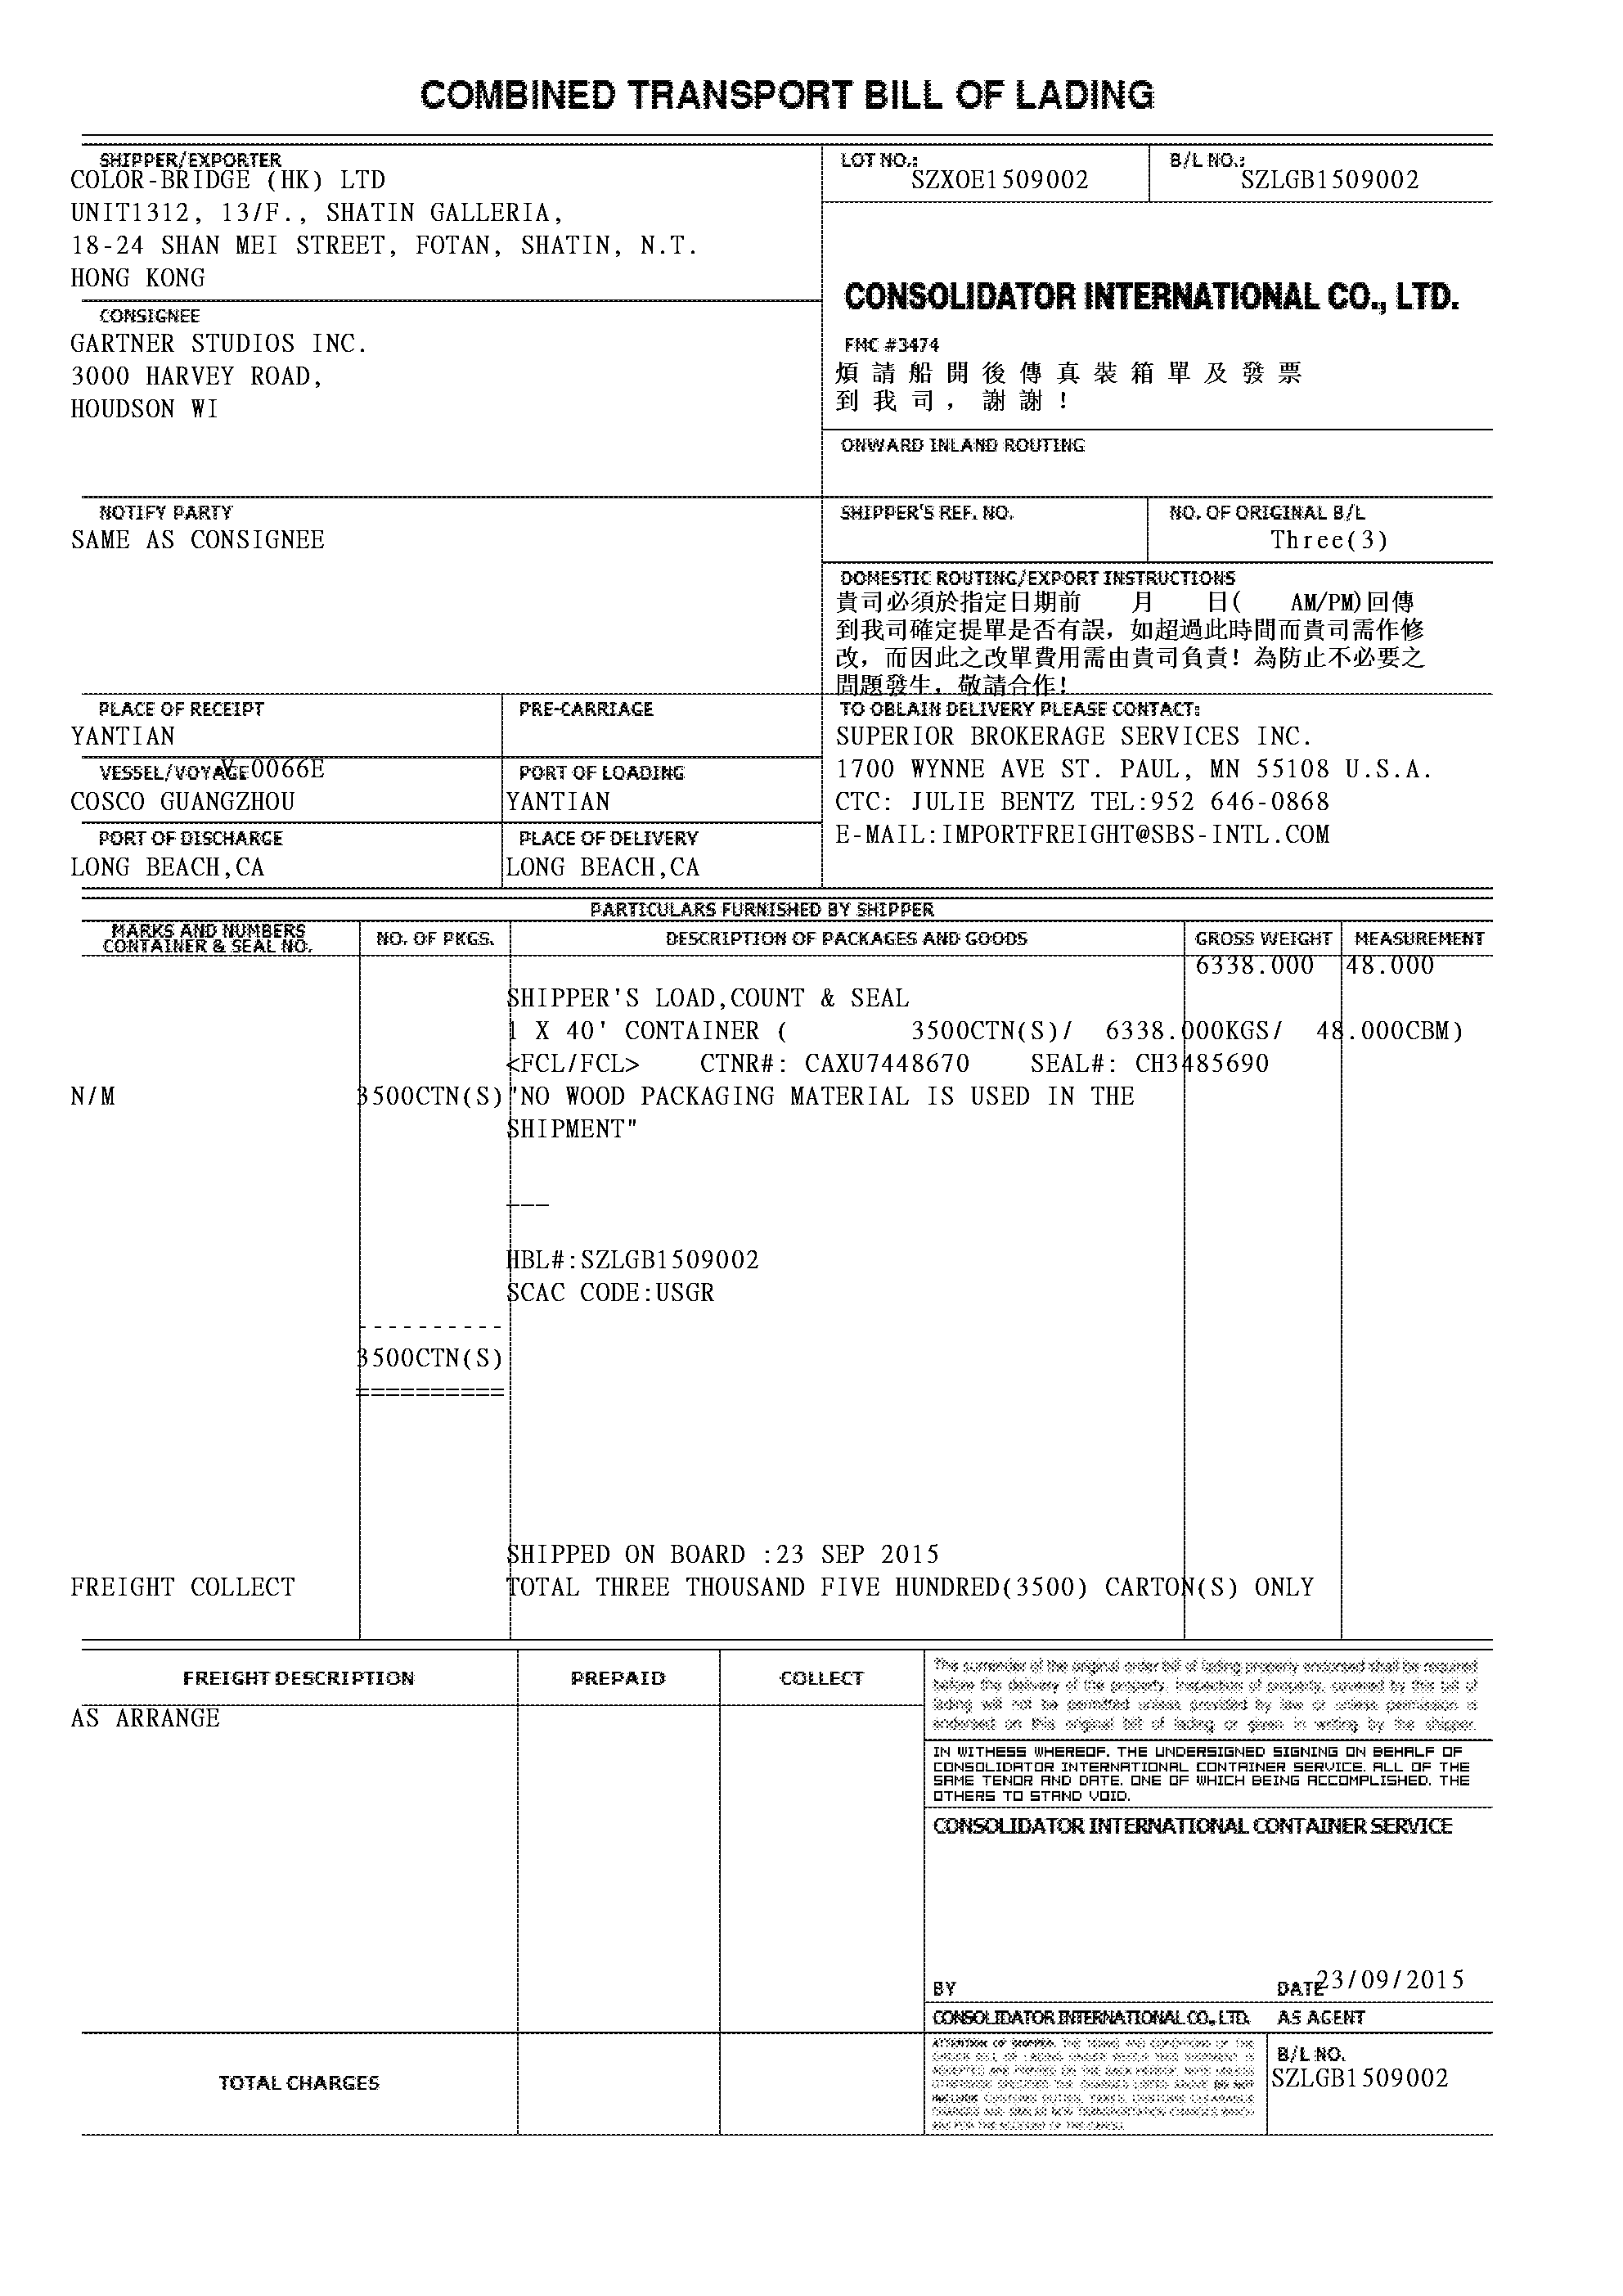 COMBINED TRANSPORT BILL OF LADING
SHIPPER/EXPORTER
COLOR-BRIDGE (HK) LTD
UNIT1312, 13/F., SHATIN GALLERIA,
18-24 SHAN MEI STREET, FOTAN, SHATIN, N.T.
HONG KONG
LOT NO.:
SZXOE1509002
B/L NO.:
SZLGB1509002
CONSOLIDATOR INTERNATIONAL CO., LTD.
FMC #3474
煩請船開後傳真裝箱單及發票
到我司，謝謝！
CONSIGNEE
GARTNER STUDIOS INC.
3000 HARVEY ROAD,
HOUDSON WI
ONWARD INLAND ROUTING
NOTIFY PARTY
SAME AS CONSIGNEE
SHIPPER'S REF. NO.
NO. OF ORIGINAL B/L
Three(3)
DOMESTIC ROUTING/EXPORT INSTRUCTIONS
貴司必須於指定日期前 月 日( AM/PM)回傳
到我司確定提單是否有誤，如超過此時間而貴司需作修
改，而因此之改單費用需由貴司負責！為防止不必要之
問題發生，敬請合作！
PLACE OF RECEIPT
YANTIAN
PRE-CARRIAGE
VESSEL/VOYAGE V.0066E
COSCO GUANGZHOU
PORT OF LOADING
YANTIAN
PORT OF DISCHARGE
LONG BEACH,CA
PLACE OF DELIVERY
LONG BEACH,CA
TO OBLAIN DELIVERY PLEASE CONTACT:
SUPERIOR BROKERAGE SERVICES INC.
1700 WYNNE AVE ST. PAUL, MN 55108 U.S.A.
CTC: JULIE BENTZ TEL:952 646-0868
E-MAIL:IMPORTFREIGHT@SBS-INTL.COM
PARTICULARS FURNISHED BY SHIPPER
MARKS AND NUMBERS
CONTAINER & SEAL NO.
NO. OF PKGS.
DESCRIPTION OF PACKAGES AND GOODS
GROSS WEIGHT
MEASUREMENT
6338.000 48.000
SHIPPER'S LOAD,COUNT & SEAL
1 X 40' CONTAINER ( 3500CTN(S)/ 6338.000KGS/ 48.000CBM)
<FCL/FCL> CTNR#: CAXU7448670 SEAL#: CH3485690
N/M 3500CTN(S) "NO WOOD PACKAGING MATERIAL IS USED IN THE
SHIPMENT"
---
HBL#:SZLGB1509002
SCAC CODE:USGR
----------
3500CTN(S)
==========
SHIPPED ON BOARD :23 SEP 2015
FREIGHT COLLECT TOTAL THREE THOUSAND FIVE HUNDRED(3500) CARTON(S) ONLY
FREIGHT DESCRIPTION
PREPAID
COLLECT
AS ARRANGE
The surrender of the original order bill of lading properly endorsed shall be required
before the delivery of the property. Inspection of property, covered by this bill of
lading will not be permitted unless provided by law or unless permission is
endorsed on this original bill of lading or given in writing by the shipper.
IN WITHESS WHEREOF. THE UNDERSIGNED SIGNING ON BEHALF OF
CONSOLIDATOR INTERNATIONAL CONTAINER SERVICE. ALL OF THE
SAME TENOR AND DATE. ONE OF WHICH BEING ACCOMPLISHED. THE
OTHERS TO STAND VOID.
CONSOLIDATOR INTERNATIONAL CONTAINER SERVICE
BY
DATE 23/09/2015
CONSOLIDATOR INTERNATIONAL CO., LTD. AS AGENT
TOTAL CHARGES
B/L NO.
SZLGB1509002